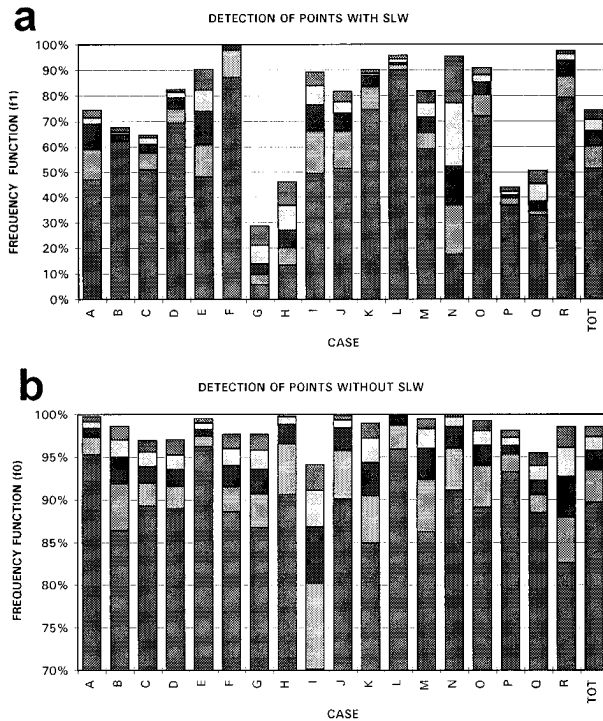 a
DETECTION OF POINTS WITH SLW
FREQUENCY FUNCTION (f1)
100%
90%
80%
70%
60%
50%
40%
30%
20%
10%
0%
A B C D E F G H I J K L M N O P Q R TOT
CASE
b
DETECTION OF POINTS WITHOUT SLW
FREQUENCY FUNCTION (f0)
100%
95%
90%
85%
80%
75%
70%
A B C D E F G H I J K L M N O P Q R TOT
CASE